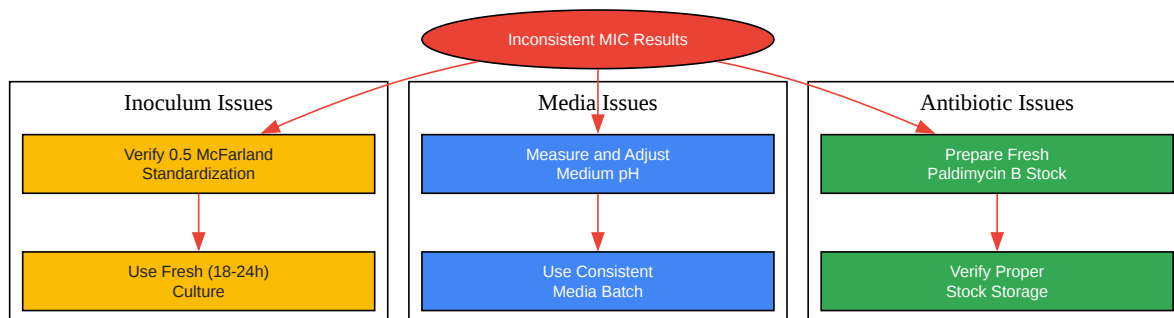 Inconsistent MIC Results
Inoculum Issues
Verify 0.5 McFarland
Standardization
Use Fresh (18-24h)
Culture
Media Issues
Measure and Adjust
Medium pH
Use Consistent
Media Batch
Antibiotic Issues
Prepare Fresh
Paldimycin B Stock
Verify Proper
Stock Storage